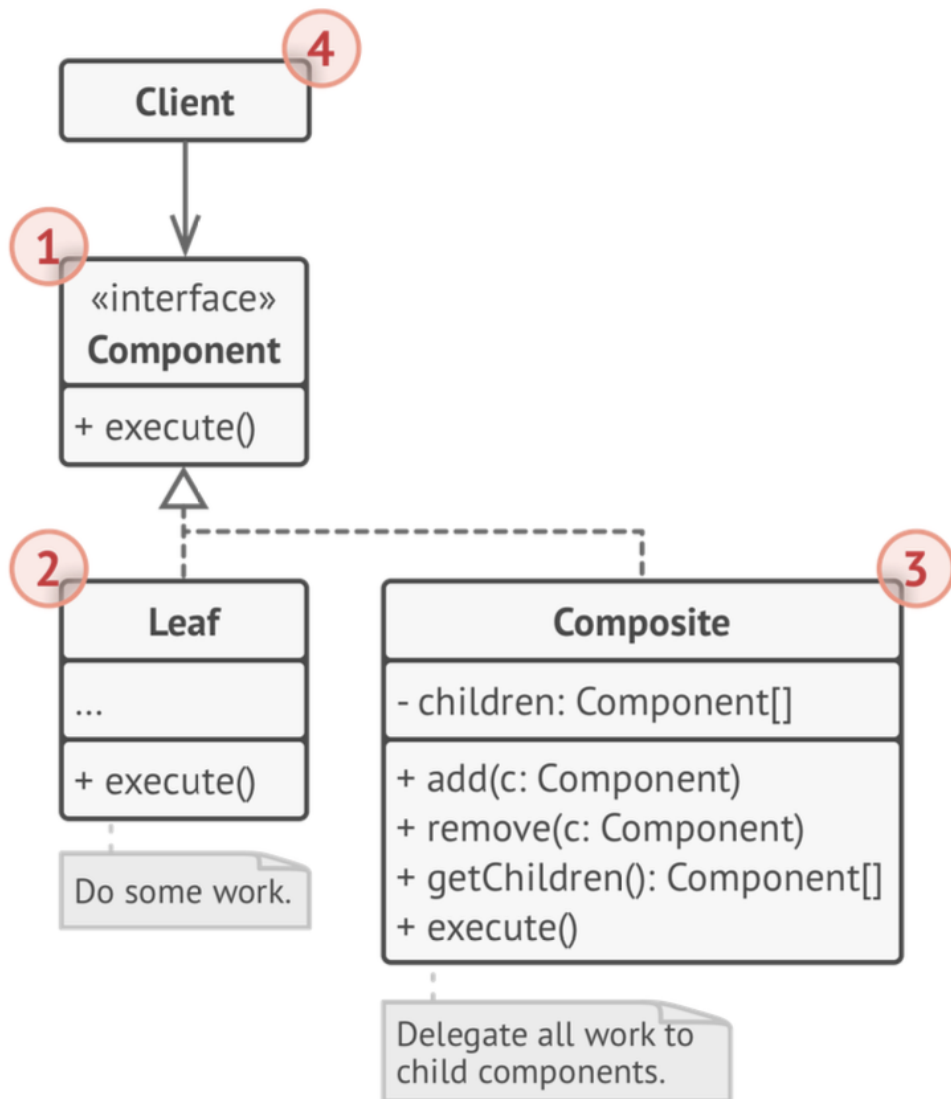 4
Client
1
«interface»
Component
+ execute()
2
Leaf
...
+ execute()
Do some work.
3
Composite
- children: Component[]
+ add(c: Component)
+ remove(c: Component)
+ getChildren(): Component[]
+ execute()
Delegate all work to
child components.